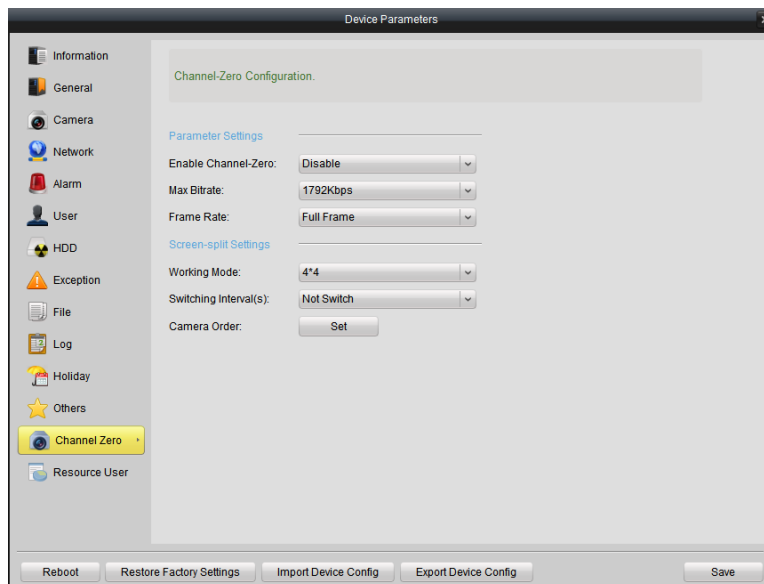 Device Parameters
Information
General
Camera
Network
Alarm
User
HDD
Exception
File
Log
Holiday
Others
Channel Zero
Resource User
Channel-Zero Configuration.
Parameter Settings
Enable Channel-Zero: Disable
Max Bitrate: 1792Kbps
Frame Rate: Full Frame
Screen-split Settings
Working Mode: 4*4
Switching Interval(s): Not Switch
Camera Order: Set
Reboot Restore Factory Settings Import Device Config Export Device Config Save